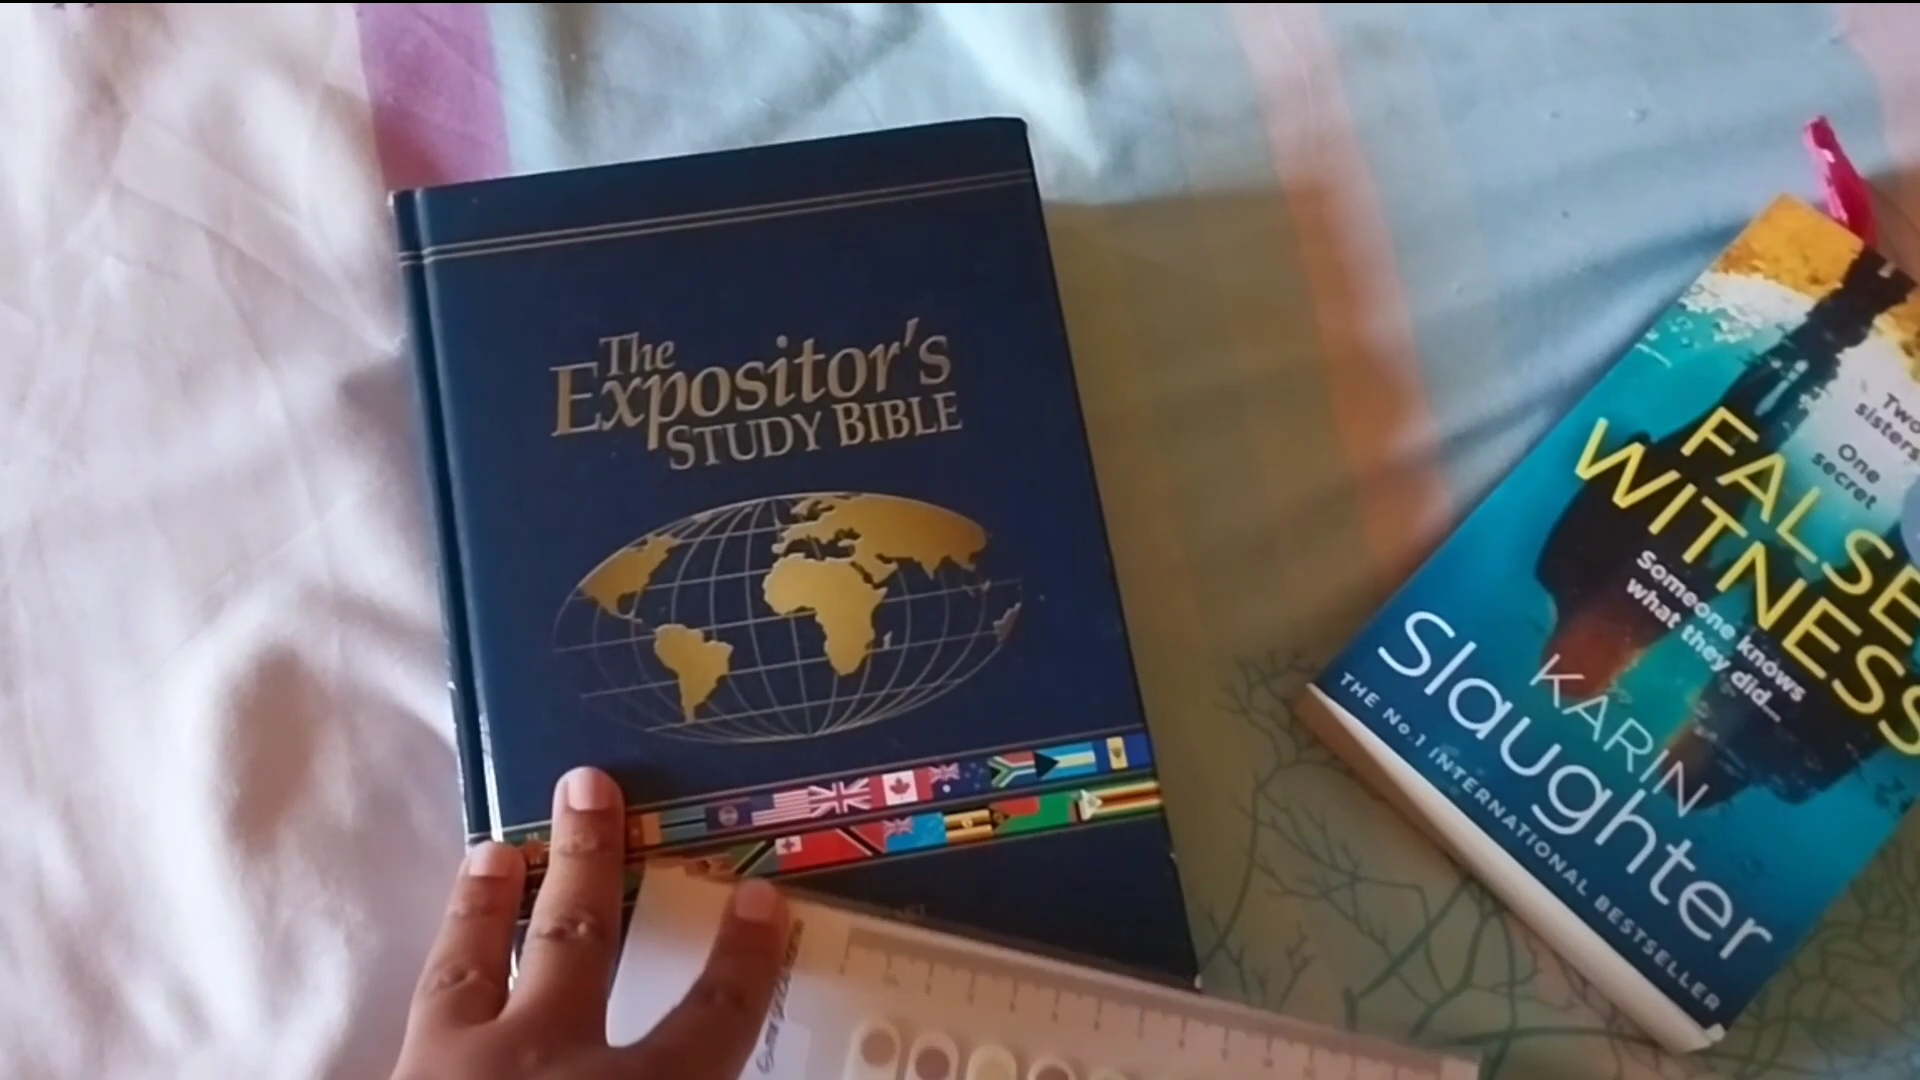 The
Expositor's
STUDY BIBLE
Two
sisters
One
secret
FALSE
WITNESS
Someone knows
what they did...
KARIN
Slaughter
THE No.1 INTERNATIONAL BESTSELLER